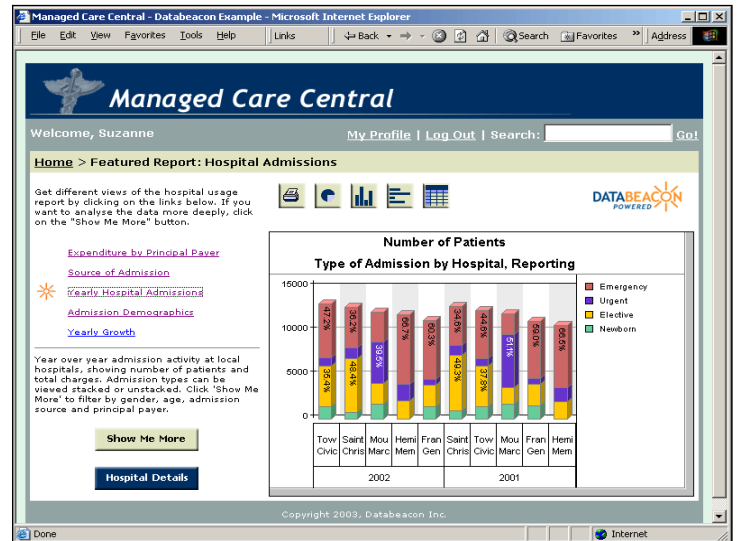 Managed Care Central - Databeacon Example - Microsoft Internet Explorer
File Edit View Favorites Tools Help Links Back Search Favorites » Address
Managed Care Central
Welcome, Suzanne My Profile | Log Out | Search: Go!
Home > Featured Report: Hospital Admissions
Get different views of the hospital usage
report by clicking on the links below. If you
want to analyse the data more deeply, click
on the "Show Me More" button.
DATABEACON
POWERED
Expenditure by Principal Payer
Source of Admission
Yearly Hospital Admissions
Admission Demographics
Yearly Growth
Year over year admission activity at local
hospitals, showing number of patients and
total charges. Admission types can be
viewed stacked or unstacked. Click 'Show Me
More' to filter by gender, age, admission
source and principal payer.
Show Me More
Hospital Details
Number of Patients
Type of Admission by Hospital, Reporting
15000
10000
5000
0
47.2% 36.2% 66.7% 60.3% 34.6% 44.6% 59.0% 66.5%
35.4% 48.4% 39.5% 49.3% 37.8% 51.1%
Emergency
Urgent
Elective
Newborn
Tow Saint Mou Hemi Fran Saint Tow Mou Fran Hemi
Civic Chris Marc Mem Gen Chris Civic Marc Gen Mem
2002 2001
Copyright 2003, Databeacon Inc.
Done Internet